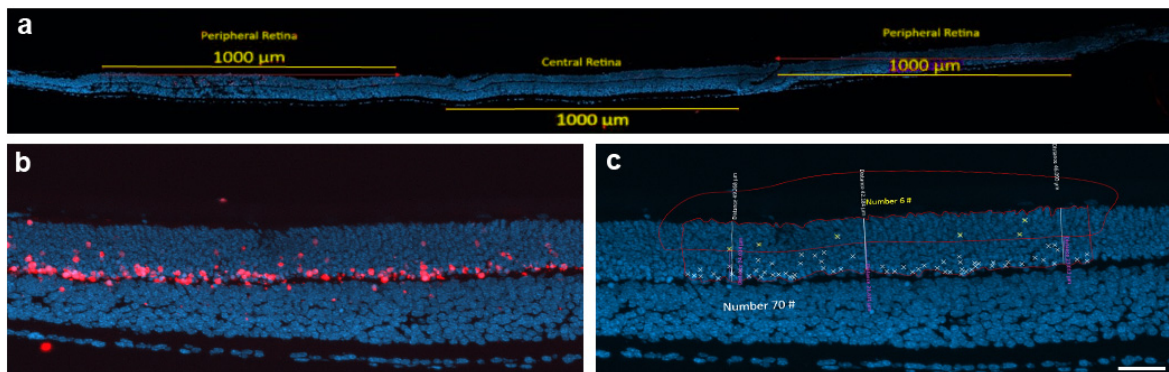 a
Peripheral Retina
1000 µm
Central Retina
1000 µm
Peripheral Retina
1000 µm
b
c
Number 6 #
Number 70 #